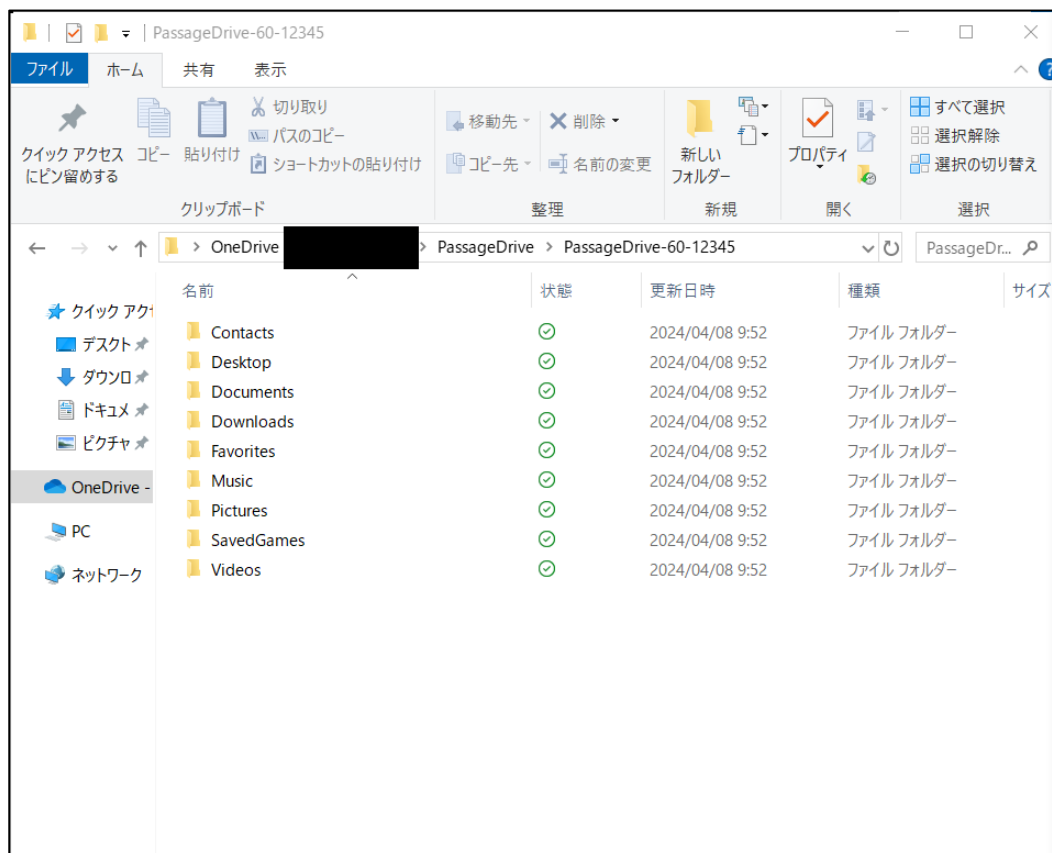 PassageDrive-60-12345
ファイル ホーム 共有 表示
クイック アクセス
にピン留めする
コピー
貼り付け
切り取り
パスのコピー
ショートカットの貼り付け
クリップボード
移動先
コピー先
削除
名前の変更
整理
新しい
フォルダー
新規
プロパティ
開く
すべて選択
選択解除
選択の切り替え
選択
OneDrive > PassageDrive > PassageDrive-60-12345
PassageDr...
名前 状態 更新日時 種類 サイズ
クイック アクセ
デスクト
ダウンロ
ドキュメ
ピクチャ
OneDrive -
PC
ネットワーク
Contacts 2024/04/08 9:52 ファイル フォルダー
Desktop 2024/04/08 9:52 ファイル フォルダー
Documents 2024/04/08 9:52 ファイル フォルダー
Downloads 2024/04/08 9:52 ファイル フォルダー
Favorites 2024/04/08 9:52 ファイル フォルダー
Music 2024/04/08 9:52 ファイル フォルダー
Pictures 2024/04/08 9:52 ファイル フォルダー
SavedGames 2024/04/08 9:52 ファイル フォルダー
Videos 2024/04/08 9:52 ファイル フォルダー